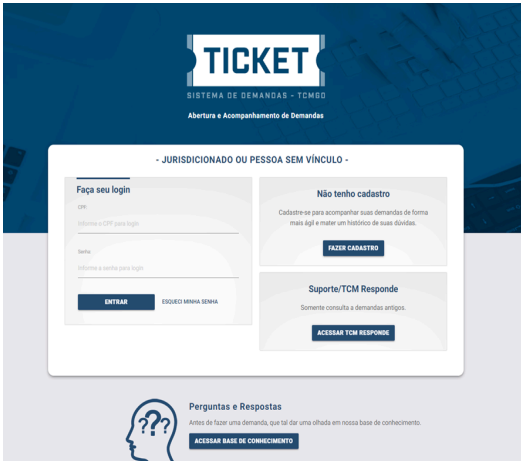 TICKET
SISTEMA DE DEMANDAS - TCMGO
Abertura e Acompanhamento de Demandas
- JURISDICIONADO OU PESSOA SEM VÍNCULO -
Faça seu login
CPF:
Informe o CPF para login
Senha:
Informe a senha para login
ENTRAR
ESQUECI MINHA SENHA
Não tenho cadastro
Cadastre-se para acompanhar suas demandas de forma
mais ágil e mater um histórico de suas dúvidas.
FAZER CADASTRO
Suporte/TCM Responde
Somente consulta a demandas antigos.
ACESSAR TCM RESPONDE
???
Perguntas e Respostas
Antes de fazer uma demanda, que tal dar uma olhada em nossa base de conhecimento.
ACESSAR BASE DE CONHECIMENTO